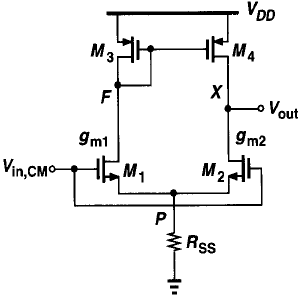 V_DD
M_3
M_4
F
X
V_out
g_m1
g_m2
V_in,CM
M_1
M_2
P
R_SS